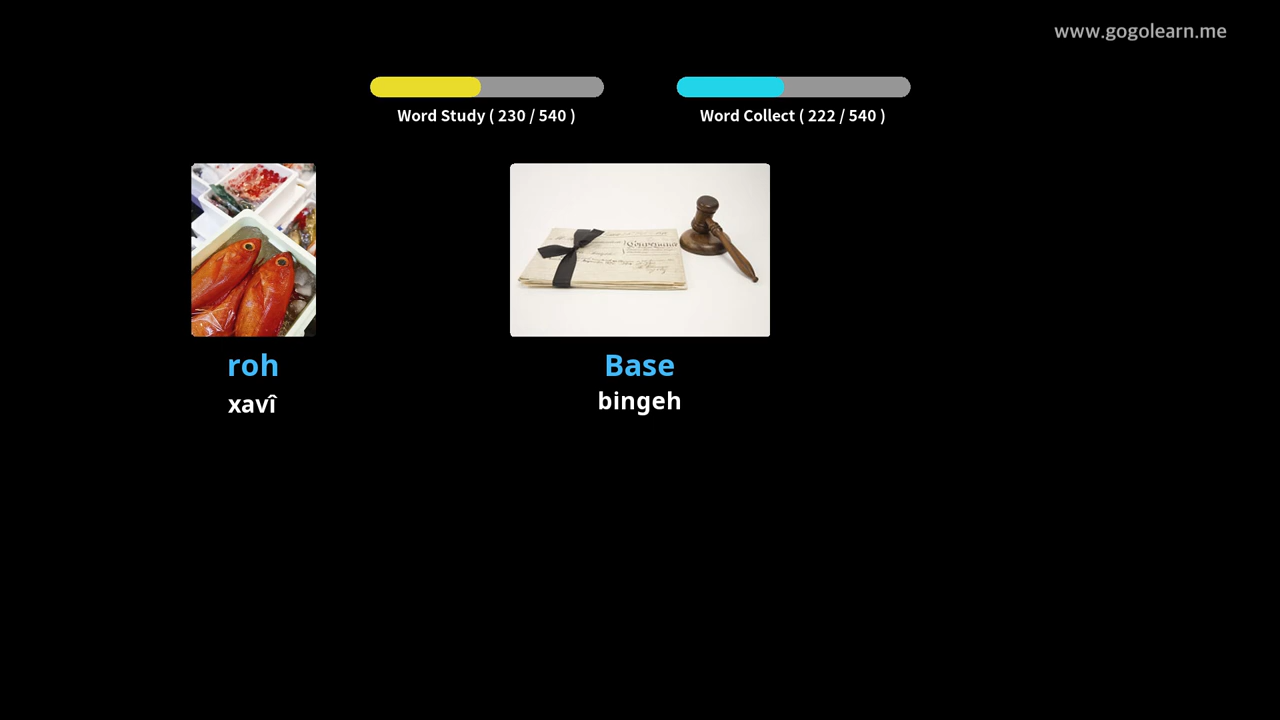 www.gogolearn.me
Word Study ( 230 / 540 )
Word Collect ( 222 / 540 )
roh
xavî
Base
bingeh